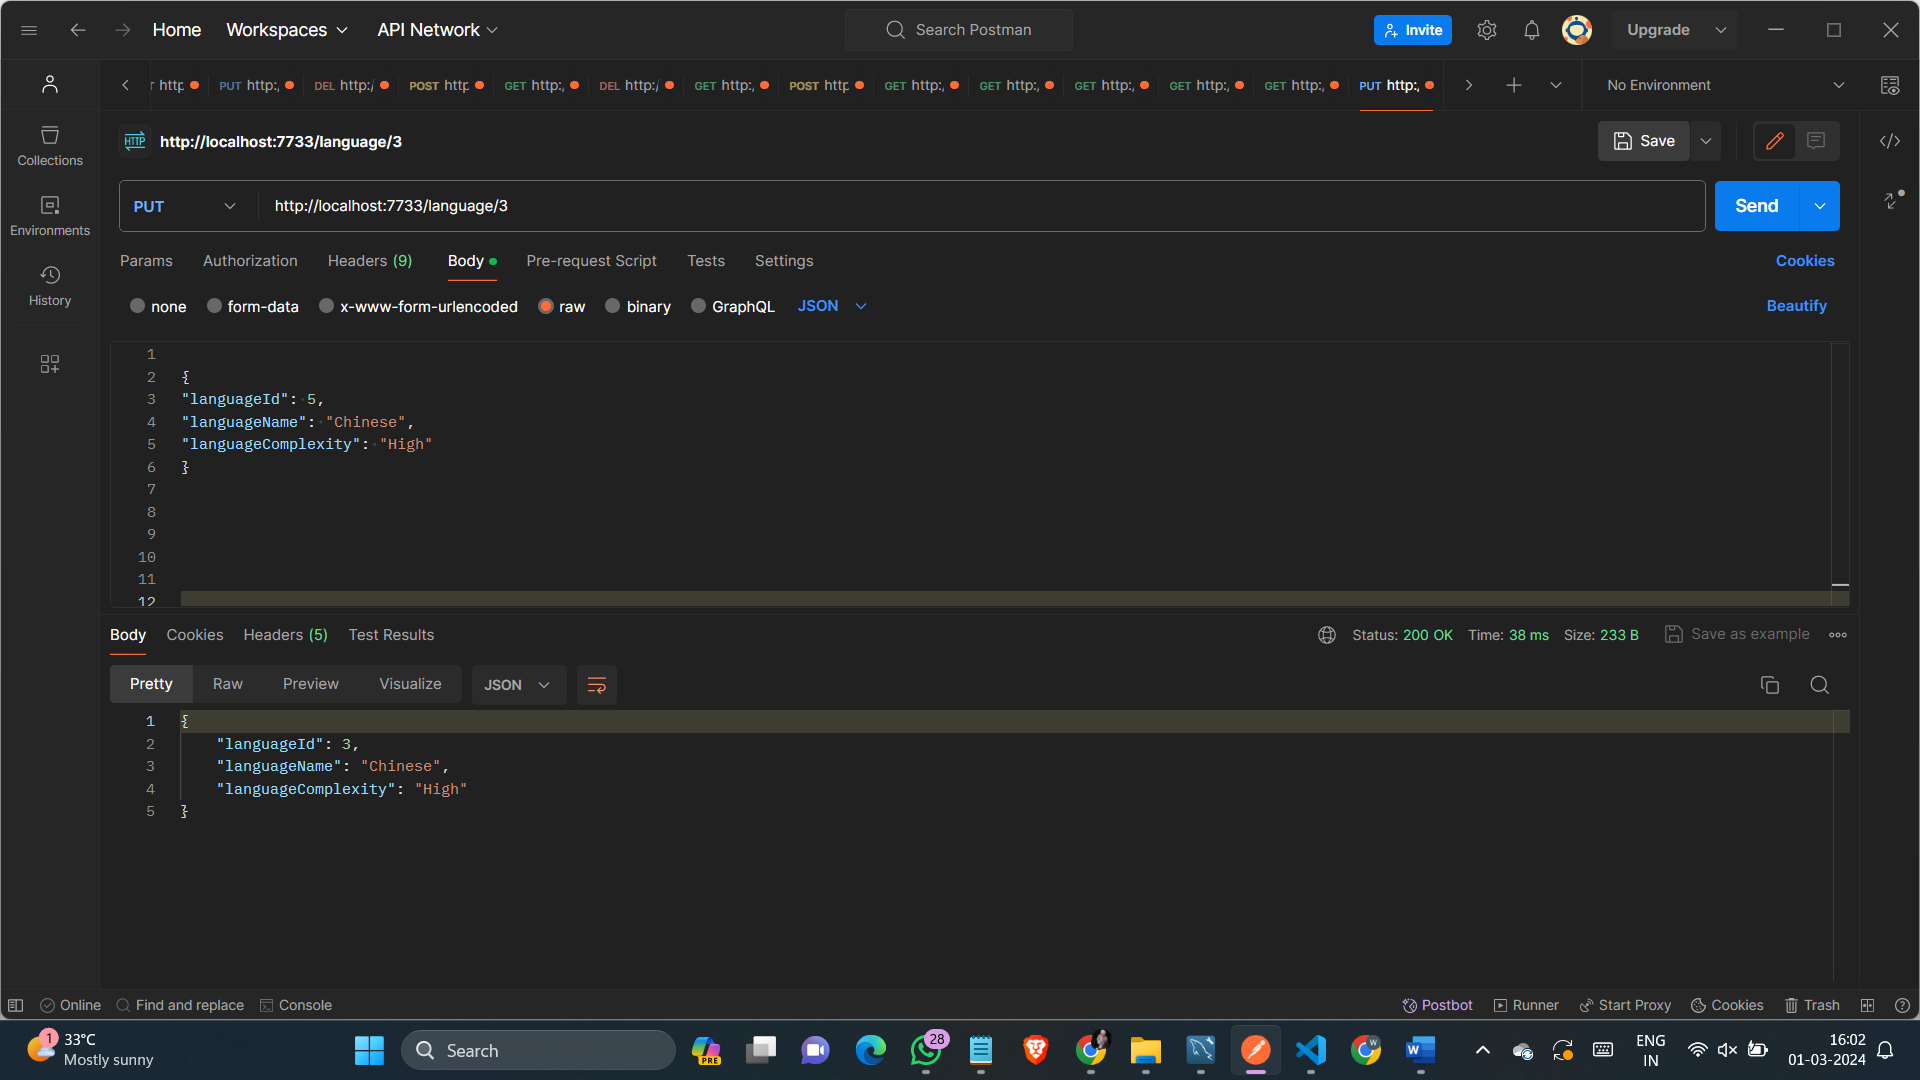 Home Workspaces API Network Search Postman Invite Upgrade
http PUT http:, DEL http:/ POST http GET http:, DEL http:/ GET http:, POST http GET http:, GET http:, GET http:, GET http:, GET http:, PUT http:, No Environment
HTTP http://localhost:7733/language/3 Save
Collections
PUT http://localhost:7733/language/3 Send
Environments
Params Authorization Headers (9) Body Pre-request Script Tests Settings Cookies
History
none form-data x-www-form-urlencoded raw binary GraphQL JSON Beautify
1
2 {
3 "languageId": 5,
4 "languageName": "Chinese",
5 "languageComplexity": "High"
6 }
7
8
9
10
11
12
Body Cookies Headers (5) Test Results Status: 200 OK Time: 38 ms Size: 233 B Save as example
Pretty Raw Preview Visualize JSON
1 {
2 "languageId": 3,
3 "languageName": "Chinese",
4 "languageComplexity": "High"
5 }
Online Find and replace Console Postbot Runner Start Proxy Cookies Trash
1 33°C
Mostly sunny
Search
PRE
28
W
W
ENG
IN
16:02
01-03-2024